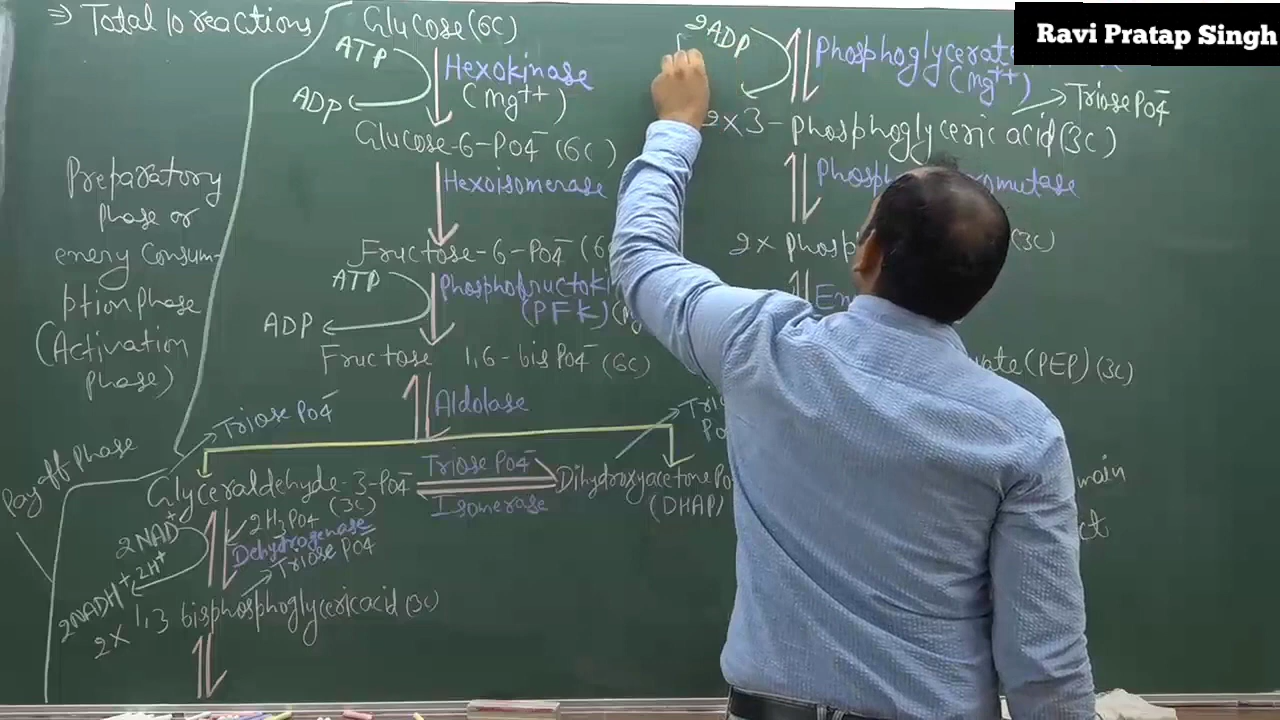 ⇒ Total 10 reactions
Glucose (6C)
ATP
ADP
Hexokinase
(Mg++)
Glucose-6-PO4⁻ (6C)
Hexoisomerase
Preparatory
Phase or
energy Consum-
ption phase
(Activation
phase)
Fructose-6-PO4⁻
ATP
ADP
(PFK)
Fructose 1,6-bis PO4⁻ (6C)
Aldolase
Triose PO4⁻
Pay off Phase
Glyceraldehyde-3-PO4⁻
(3C)
Triose PO4⁻
Isomerase
Dihydroxyacetone
(DHAP)
2NAD+
2NADH+, 2H+
2H3PO4
Dehydrogenase
Triose PO4
2x 1,3 bisphosphoglyceric acid (3C)
Ravi Pratap Singh
2ADP
Phosphoglycerate
(Mg++)
Triose PO4⁻
2x3-phosphoglyceric acid (3C)
2x
(3C)
(PEP) (3C)